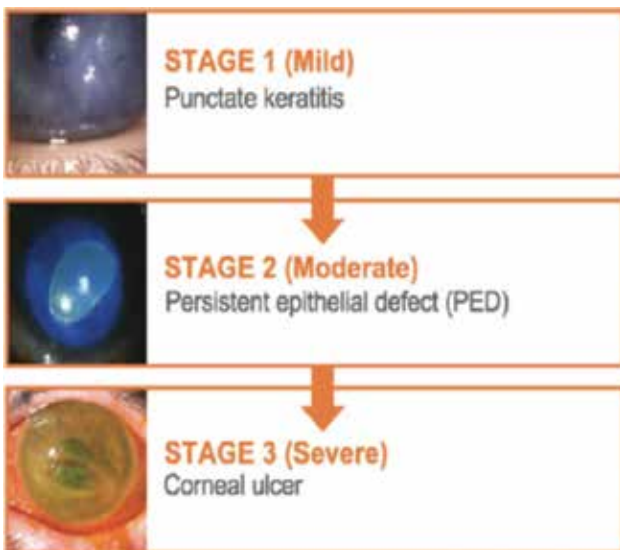 STAGE 1 (Mild)
Punctate keratitis
STAGE 2 (Moderate)
Persistent epithelial defect (PED)
STAGE 3 (Severe)
Corneal ulcer